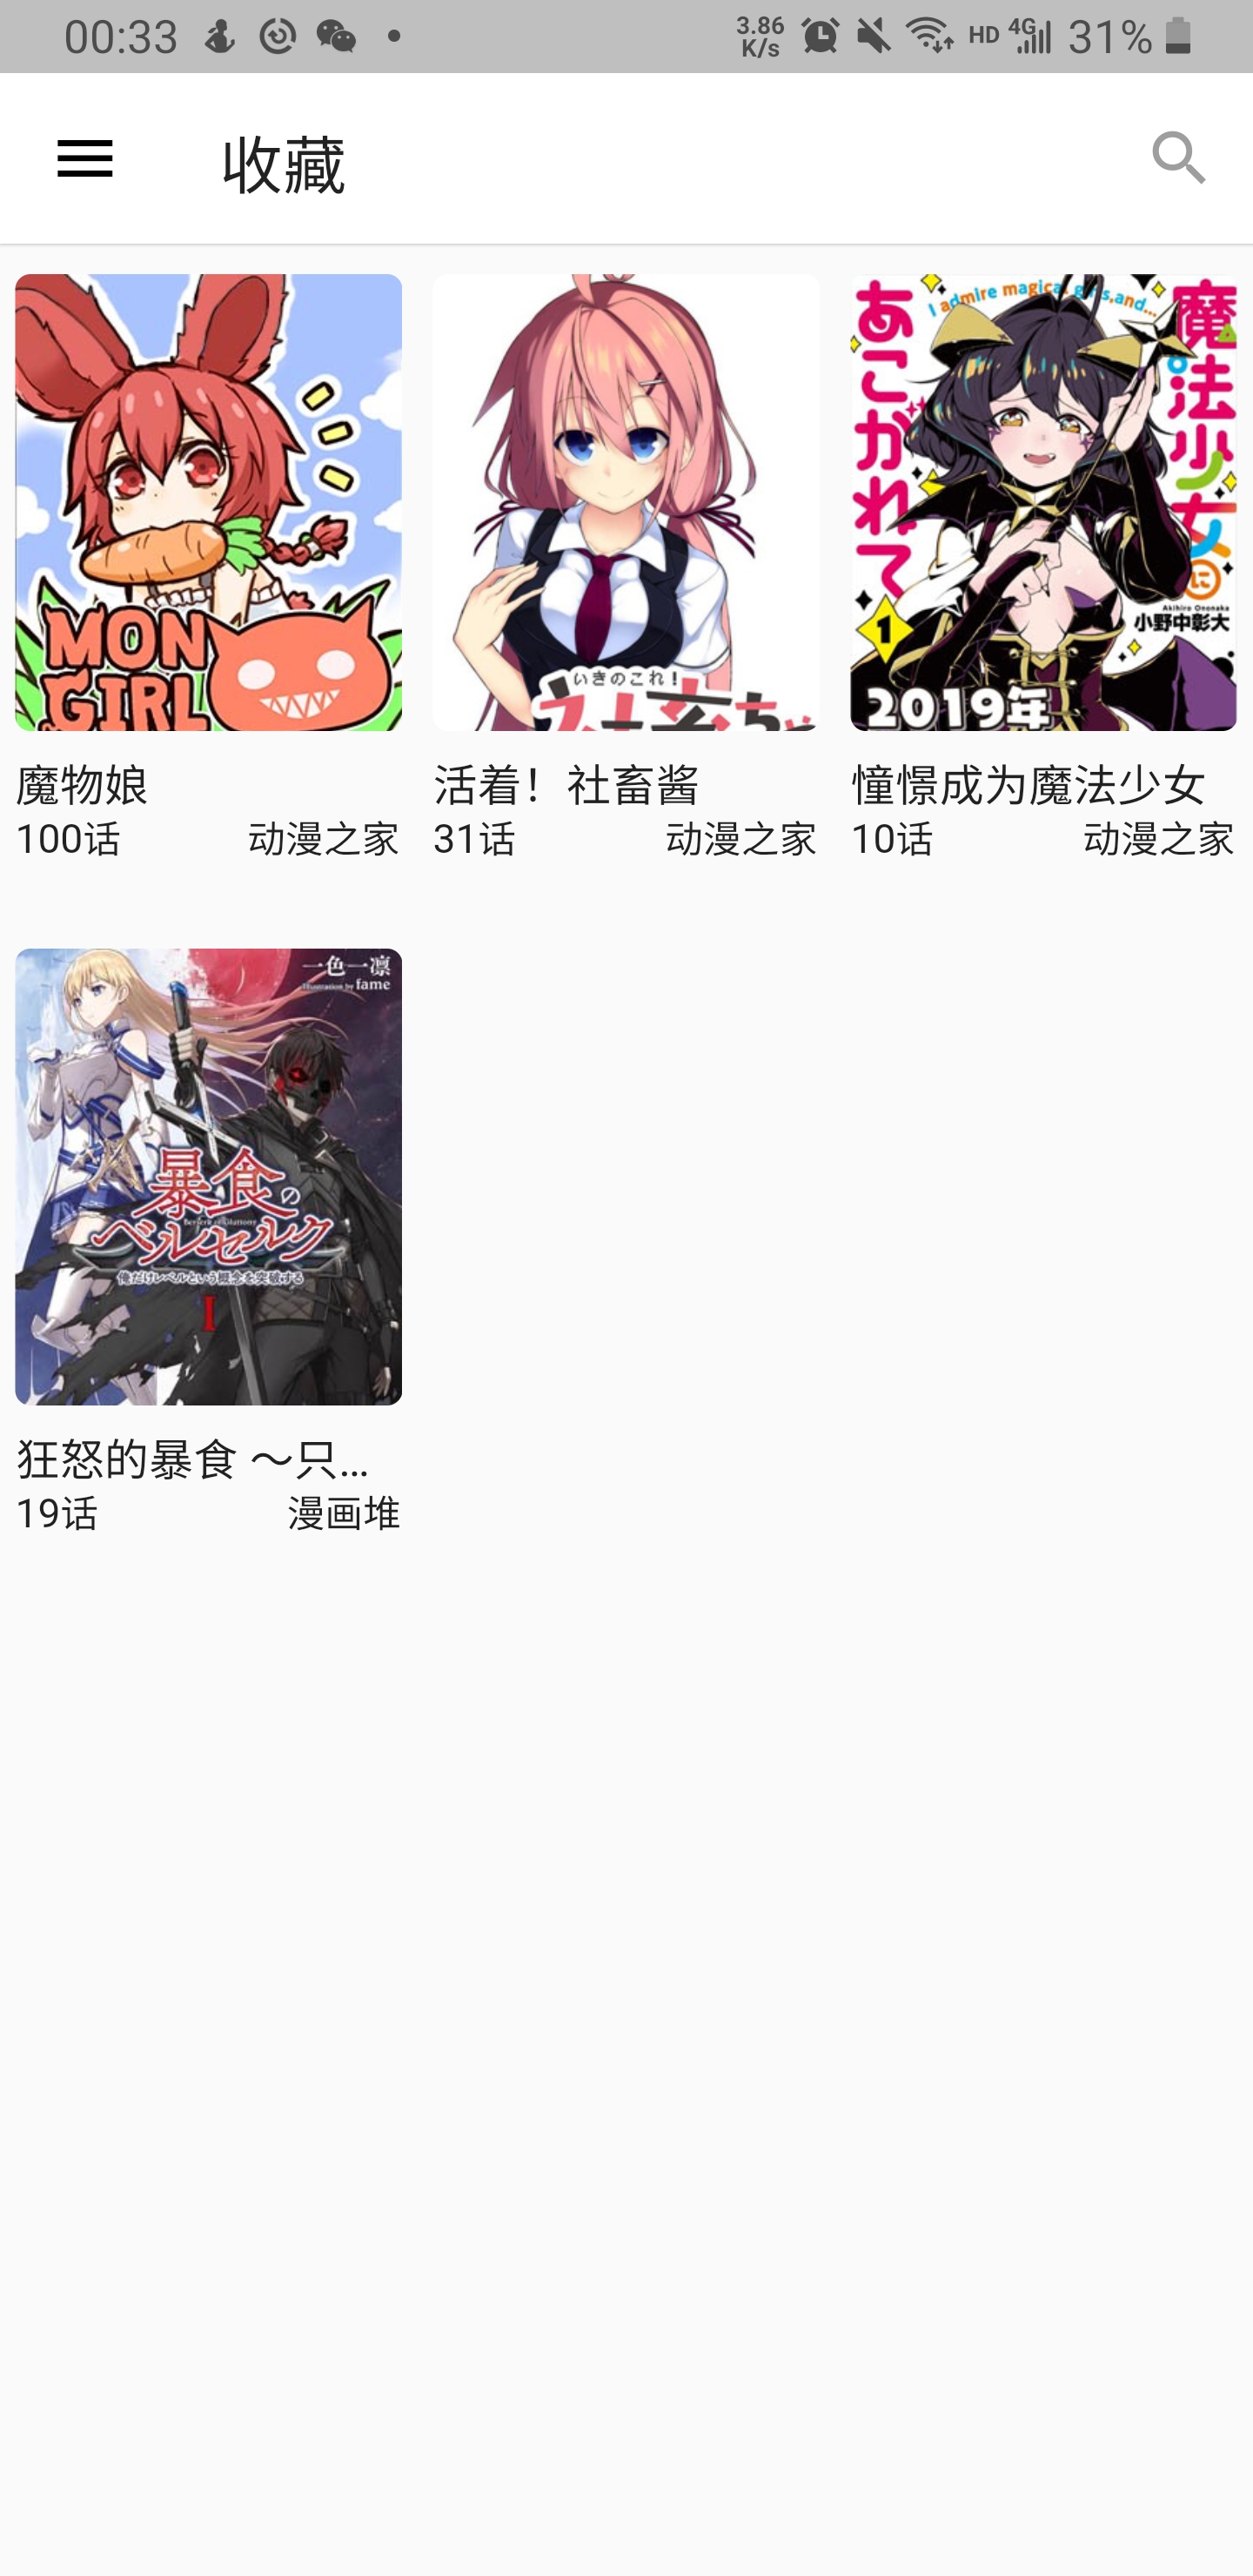 00:33
3.86
K/s
HD
4G
31%
收藏
MON
GIRL
いきのこれ!
社畜ちゃ
I admire magical girls,and...
魔法少女に
あこがれて
Akihiro Ononaka
小野中彰大
1
2019年
魔物娘
100话
动漫之家
活着！社畜酱
31话
动漫之家
憧憬成为魔法少女
10话
动漫之家
一色一凛
Illustration by fame
暴食の
Berserk of Gluttony
ベルセルク
俺だけレベルという概念を突破する
I
狂怒的暴食 ～只...
19话
漫画堆